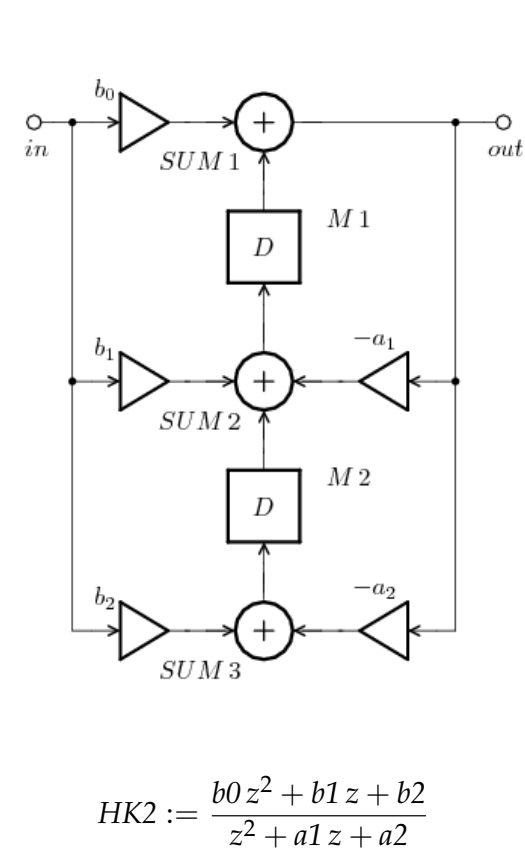 b₀
+
in
SUM 1
out
M 1
D
b₁
−a₁
+
SUM 2
M 2
D
b₂
−a₂
+
SUM 3
HK2 := \frac{b0 z^2 + b1 z + b2}{z^2 + a1 z + a2}